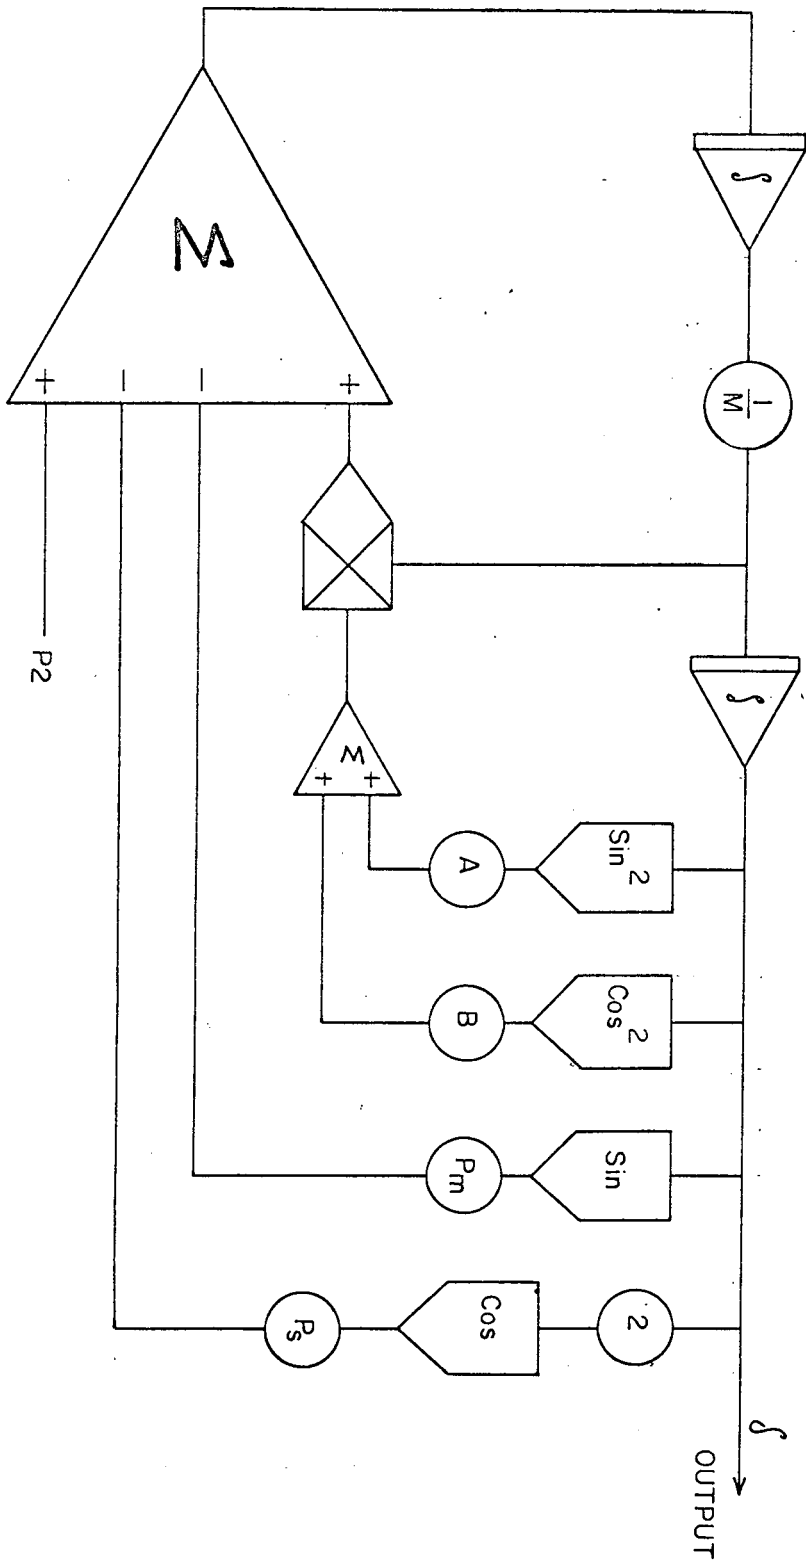 ∫
1/M
∫
δ
OUTPUT
Sin²
Cos²
Sin
2
A
B
Pm
Cos
Σ
+
+
Ps
Σ
+
−
−
+
P2